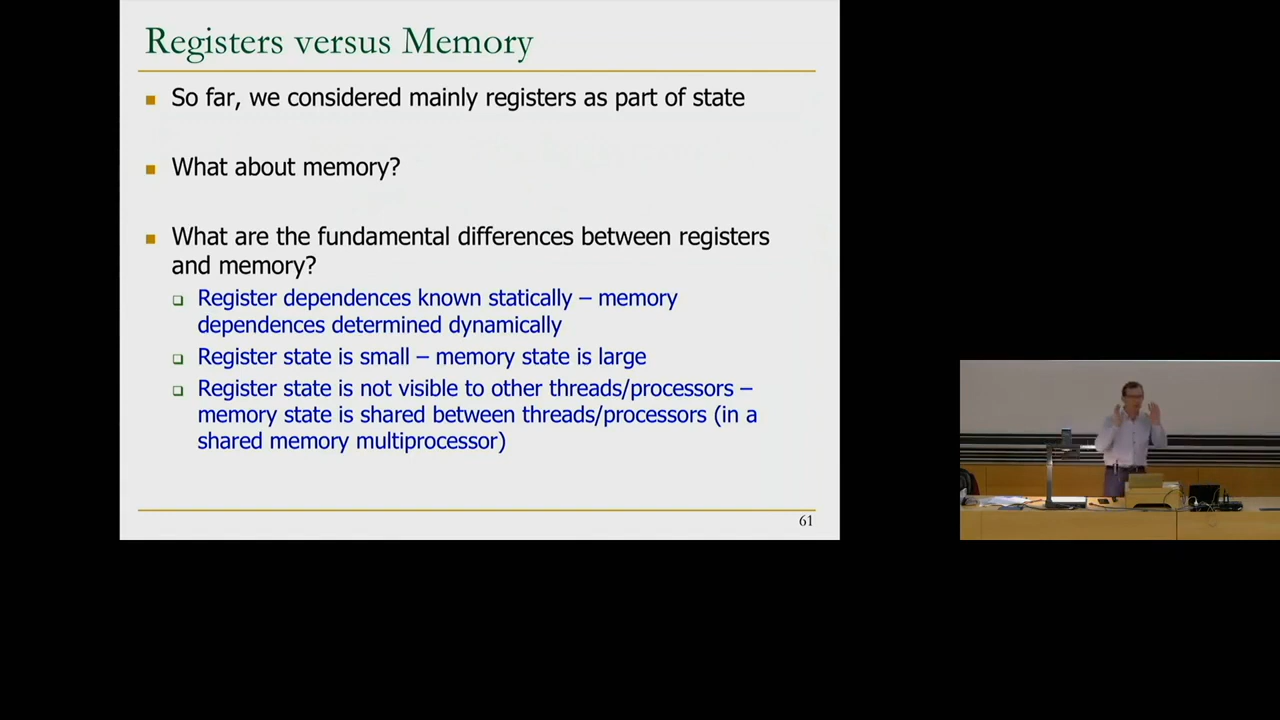 Registers versus Memory
So far, we considered mainly registers as part of state
What about memory?
What are the fundamental differences between registers
and memory?
Register dependences known statically – memory
dependences determined dynamically
Register state is small – memory state is large
Register state is not visible to other threads/processors –
memory state is shared between threads/processors (in a
shared memory multiprocessor)
61